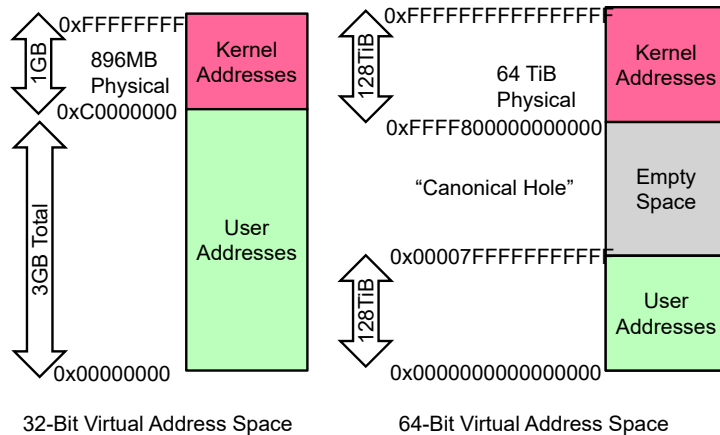 0xFFFFFFFF
1GB
896MB
Physical
Kernel
Addresses
0xC0000000
3GB Total
User
Addresses
0x00000000
32-Bit Virtual Address Space
0xFFFFFFFFFFFFFFFF
128TiB
64 TiB
Physical
Kernel
Addresses
0xFFFF800000000000
“Canonical Hole”
Empty
Space
0x00007FFFFFFFFFFF
128TiB
User
Addresses
0x0000000000000000
64-Bit Virtual Address Space